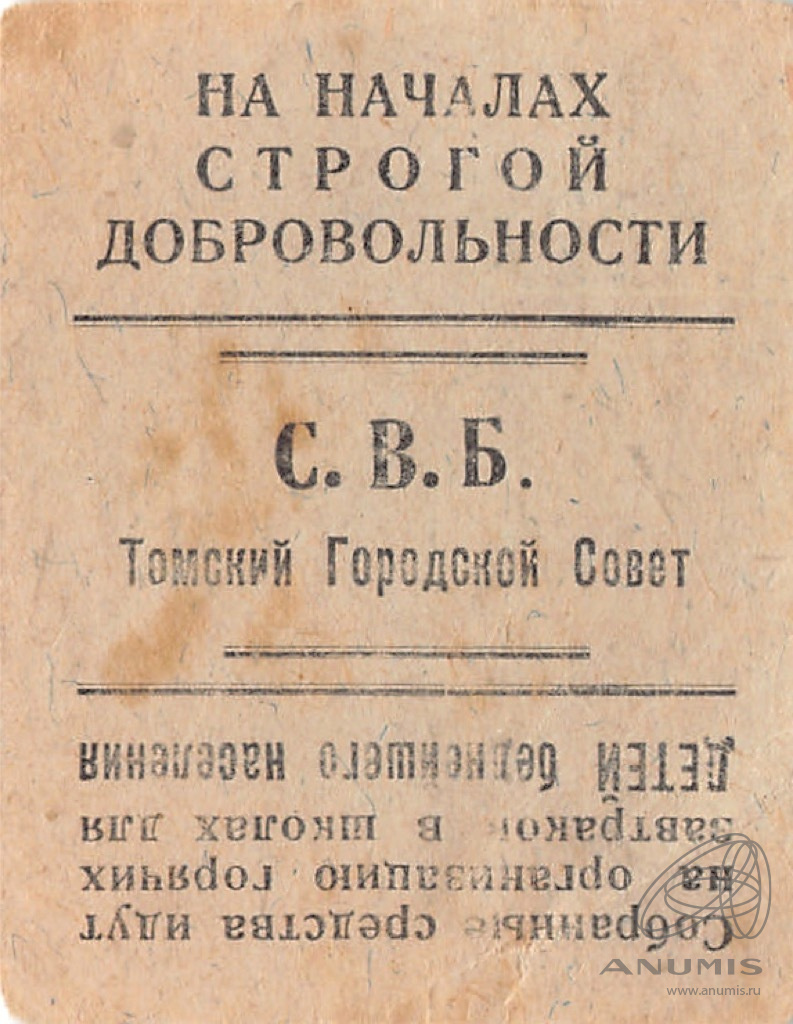 НА НАЧАЛАХ
СТРОГОЙ
ДОБРОВОЛЬНОСТИ
С. В. Б.
Томский Городской Совет
Собранные средства идут
на организацию горячих
завтраков в школах для
ДЕТЕЙ беднейшего населения
ANUMIS
www.anumis.ru